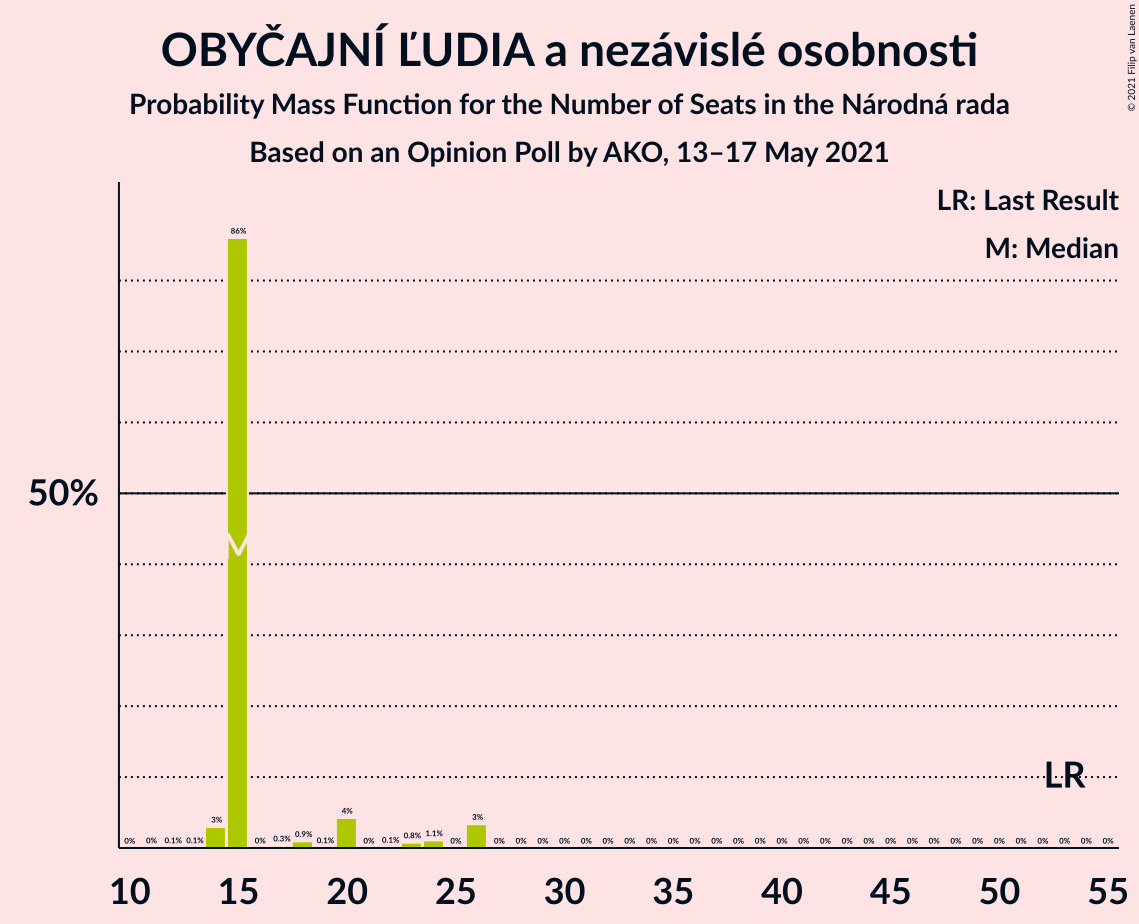 © 2021 Filip van Laenen
OBYČAJNÍ ĽUDIA a nezávislé osobnosti
Probability Mass Function for the Number of Seats in the Národná rada
Based on an Opinion Poll by AKO, 13–17 May 2021
LR: Last Result
M: Median
50%
M
LR
0% 0% 0.1% 0.1% 3% 86% 0% 0.3% 0.9% 0.1% 4% 0% 0.1% 0.8% 1.1% 0% 3% 0% 0% 0% 0% 0% 0% 0% 0% 0% 0% 0% 0% 0% 0% 0% 0% 0% 0% 0% 0% 0% 0% 0% 0% 0% 0% 0% 0% 0%
10 15 20 25 30 35 40 45 50 55